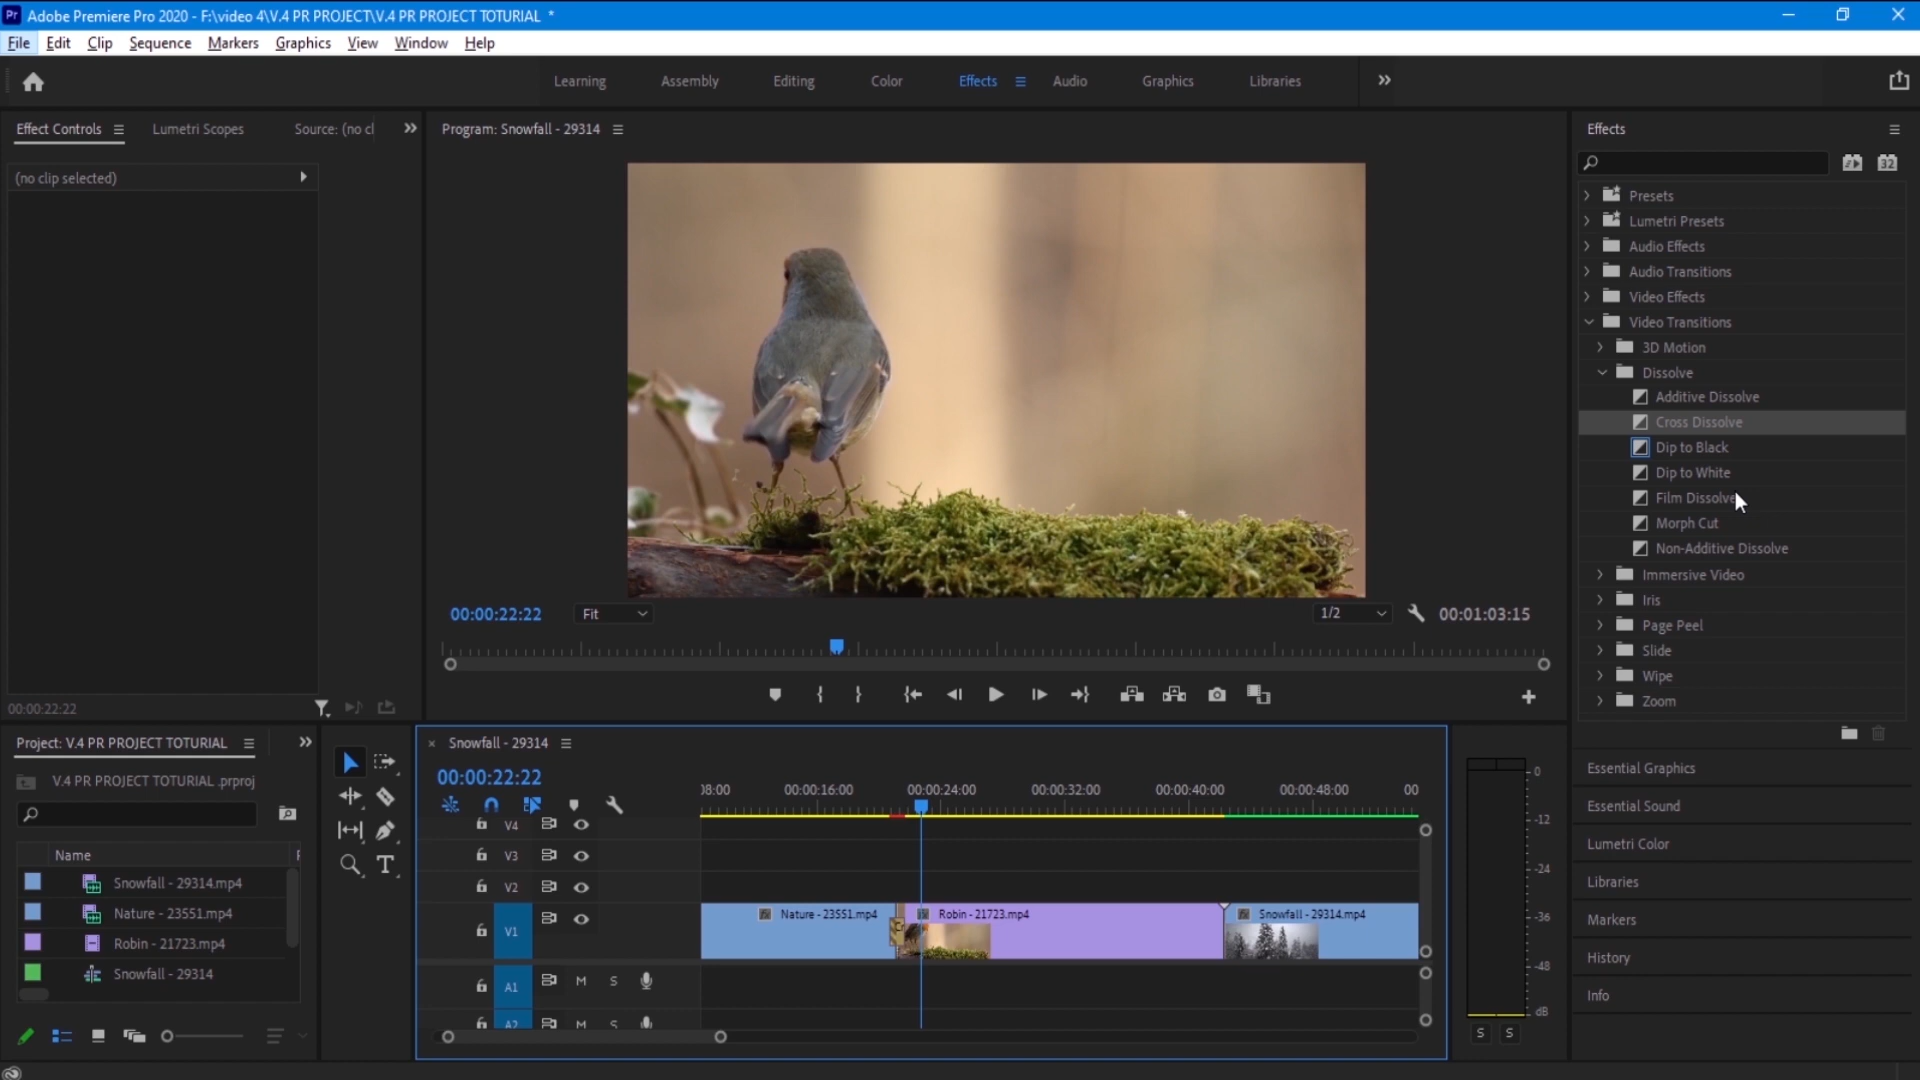 Pr Adobe Premiere Pro 2020 - F:\video 4\V.4 PR PROJECT\V.4 PR PROJECT TOTURIAL *
File Edit Clip Sequence Markers Graphics View Window Help
Learning Assembly Editing Color Effects Audio Graphics Libraries
Effect Controls Lumetri Scopes Source: (no cl
Program: Snowfall - 29314
Effects
(no clip selected)
Presets
Lumetri Presets
Audio Effects
Audio Transitions
Video Effects
Video Transitions
3D Motion
Dissolve
Additive Dissolve
Cross Dissolve
Dip to Black
Dip to White
Film Dissolve
Morph Cut
Non-Additive Dissolve
Immersive Video
Iris
Page Peel
Slide
Wipe
Zoom
00:00:22:22 Fit 1/2 00:01:03:15
00:00:22:22
Project: V.4 PR PROJECT TOTURIAL
V.4 PR PROJECT TOTURIAL .prproj
Name
Snowfall - 29314.mp4
Nature - 23551.mp4
Robin - 21723.mp4
Snowfall - 29314
Snowfall - 29314
00:00:22:22
08:00 00:00:16:00 00:00:24:00 00:00:32:00 00:00:40:00 00:00:48:00 00
V4
V3
V2
V1
Nature - 23551.mp4 Robin - 21723.mp4 Snowfall - 29314.mp4
A1 M S
A2 M S
0
-12
-24
-36
-48
dB
S S
Essential Graphics
Essential Sound
Lumetri Color
Libraries
Markers
History
Info
32